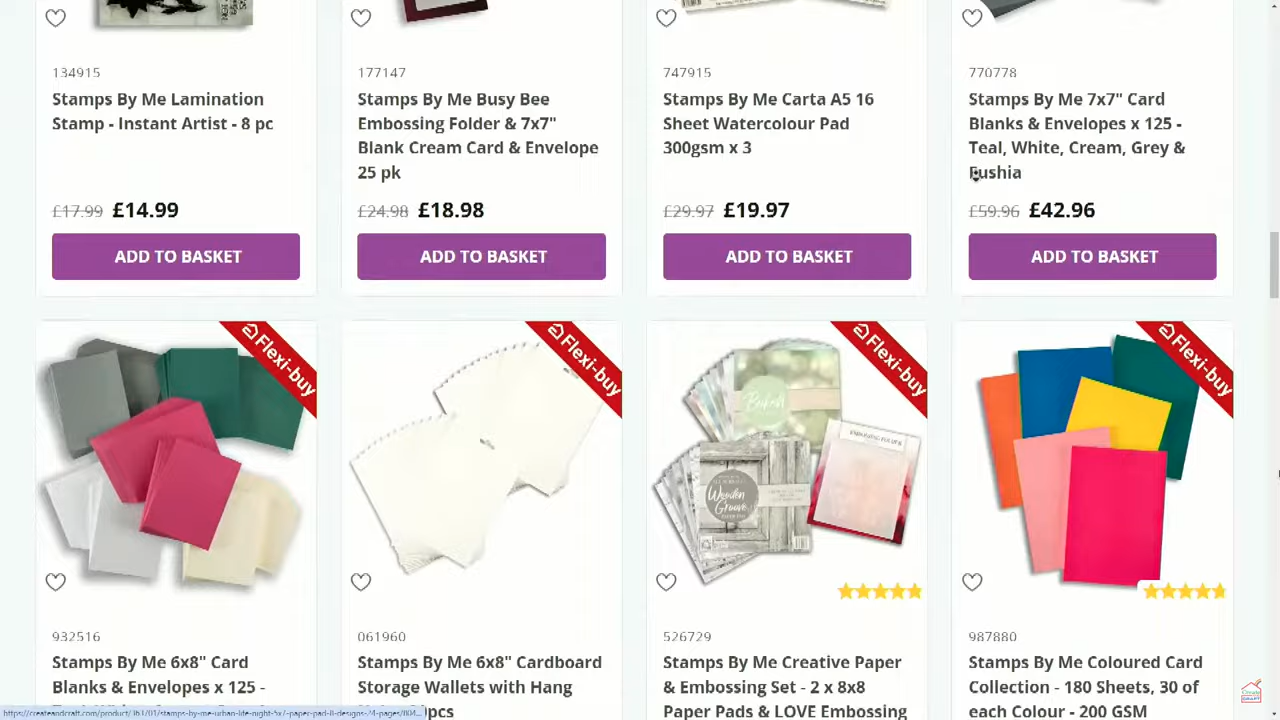 134915
Stamps By Me Lamination
Stamp - Instant Artist - 8 pc
£17.99 £14.99
ADD TO BASKET
177147
Stamps By Me Busy Bee
Embossing Folder & 7x7"
Blank Cream Card & Envelope
25 pk
£24.98 £18.98
ADD TO BASKET
747915
Stamps By Me Carta A5 16
Sheet Watercolour Pad
300gsm x 3
£29.97 £19.97
ADD TO BASKET
770778
Stamps By Me 7x7" Card
Blanks & Envelopes x 125 -
Teal, White, Cream, Grey &
Fushia
£59.96 £42.96
ADD TO BASKET
Flexi-buy
932516
Stamps By Me 6x8" Card
Blanks & Envelopes x 125 -
Flexi-buy
061960
Stamps By Me 6x8" Cardboard
Storage Wallets with Hang
Flexi-buy
Wooden
Groove
526729
Stamps By Me Creative Paper
& Embossing Set - 2 x 8x8
Paper Pads & LOVE Embossing
Flexi-buy
987880
Stamps By Me Coloured Card
Collection - 180 Sheets, 30 of
each Colour - 200 GSM